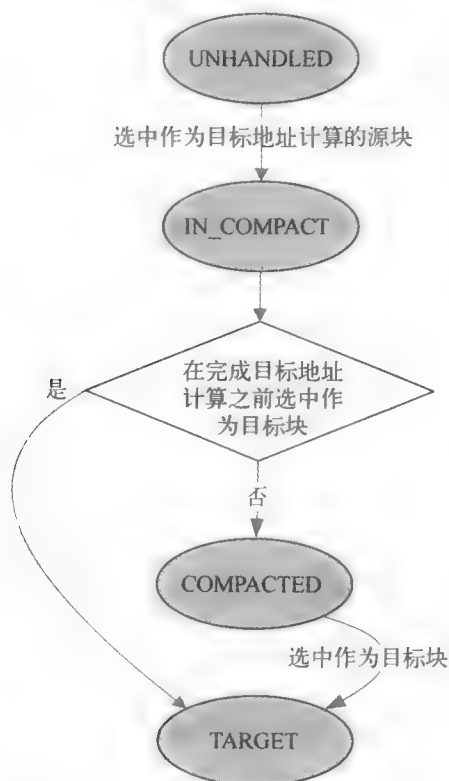 UNHANDLED
选中作为目标地址计算的源块
IN_COMPACT
在完成目标地址
计算之前选中作
为目标块
是
否
COMPACTED
选中作为目标块
TARGET